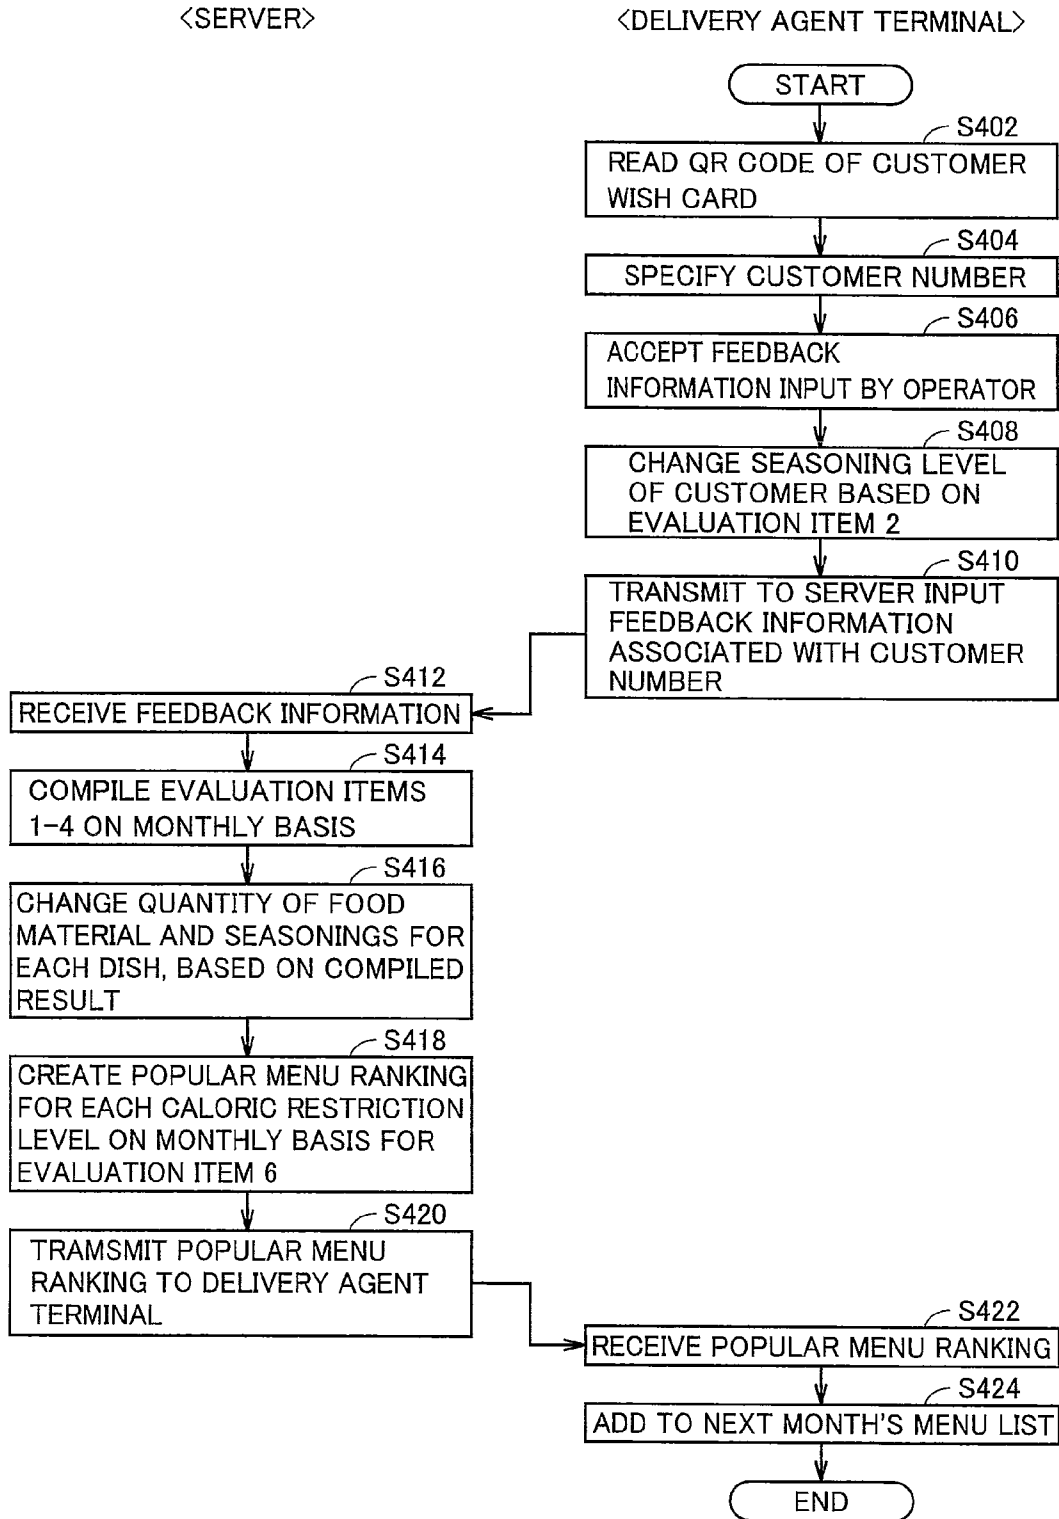 <SERVER>
<DELIVERY AGENT TERMINAL>
START
S402
READ QR CODE OF CUSTOMER
WISH CARD
S404
SPECIFY CUSTOMER NUMBER
S406
ACCEPT FEEDBACK
INFORMATION INPUT BY OPERATOR
S408
CHANGE SEASONING LEVEL
OF CUSTOMER BASED ON
EVALUATION ITEM 2
S410
TRANSMIT TO SERVER INPUT
FEEDBACK INFORMATION
ASSOCIATED WITH CUSTOMER
NUMBER
S412
RECEIVE FEEDBACK INFORMATION
S414
COMPILE EVALUATION ITEMS
1-4 ON MONTHLY BASIS
S416
CHANGE QUANTITY OF FOOD
MATERIAL AND SEASONINGS FOR
EACH DISH, BASED ON COMPILED
RESULT
S418
CREATE POPULAR MENU RANKING
FOR EACH CALORIC RESTRICTION
LEVEL ON MONTHLY BASIS FOR
EVALUATION ITEM 6
S420
TRAMSMIT POPULAR MENU
RANKING TO DELIVERY AGENT
TERMINAL
S422
RECEIVE POPULAR MENU RANKING
S424
ADD TO NEXT MONTH'S MENU LIST
END